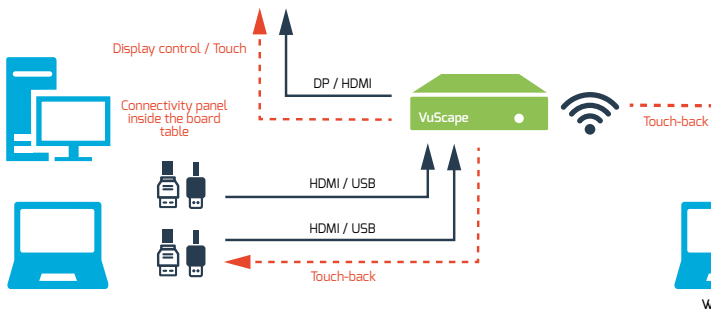 Display control / Touch
DP / HDMI
Connectivity panel
inside the board
table
VuScape
Touch-back
HDMI / USB
HDMI / USB
Touch-back